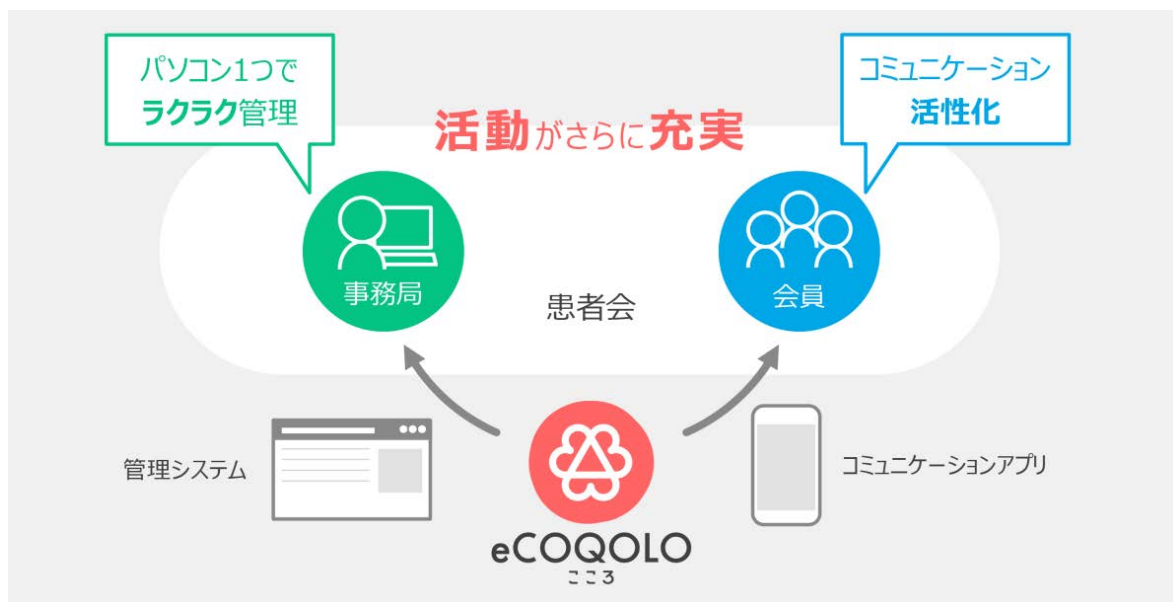 パソコン1つで
ラクラク管理
コミュニケーション
活性化
活動がさらに充実
事務局
患者会
会員
管理システム
コミュニケーションアプリ
eCOQOLO
こころ